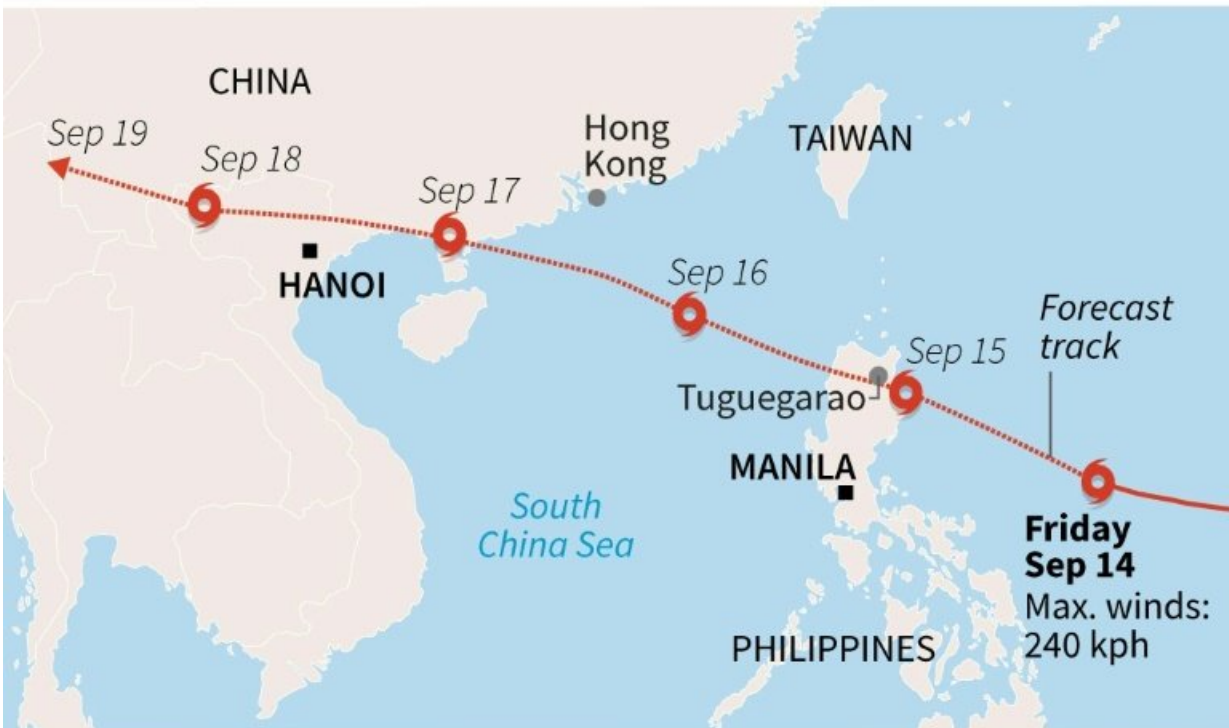 CHINA
Sep 19
Sep 18
Sep 17
Hong
Kong
TAIWAN
HANOI
Sep 16
Sep 15
Forecast
track
Tuguegarao
MANILA
South
China Sea
Friday
Sep 14
Max. winds:
240 kph
PHILIPPINES